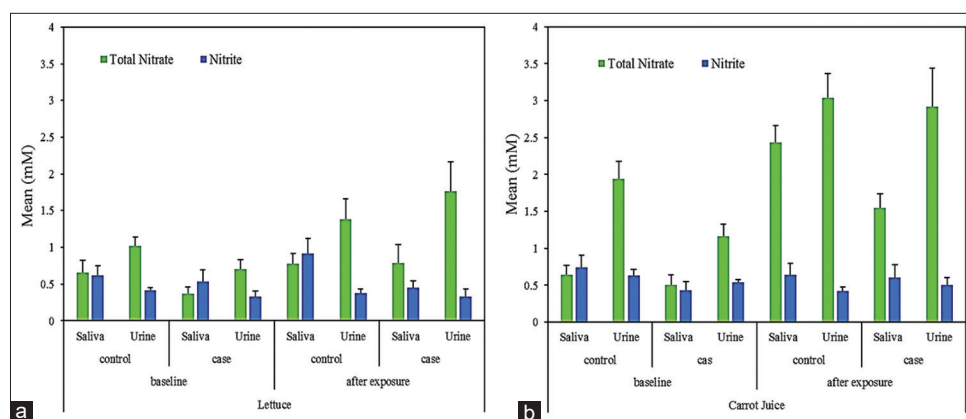 4
3.5
3
2.5
2
1.5
1
0.5
0
Mean (mM)
Total Nitrate Nitrite
Saliva Urine Saliva Urine Saliva Urine Saliva Urine
control case control case
baseline after exposure
Lettuce
a
4
3.5
3
2.5
2
1.5
1
0.5
0
Mean (mM)
Total Nitrate Nitrite
Saliva Urine Saliva Urine Saliva Urine Saliva Urine
control cas control case
baseline after exposure
Carrot Juice
b